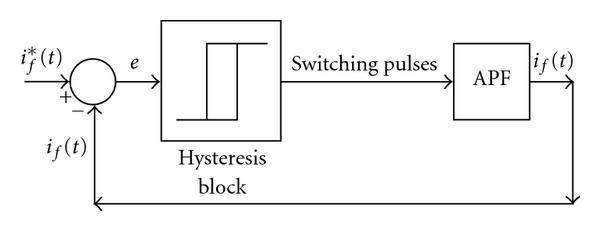 i*f(t)
e
Switching pulses
APF
if(t)
+
−
if(t)
Hysteresis
block